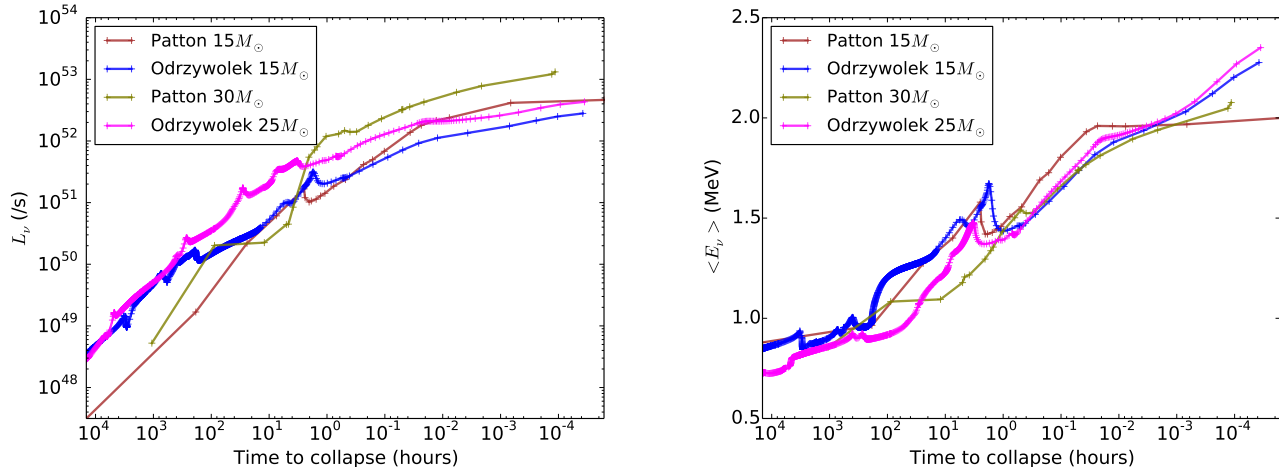 10^54
10^53
10^52
10^51
10^50
10^49
10^48
L_ν (/s)
Patton 15M_⊙
Odrzywolek 15M_⊙
Patton 30M_⊙
Odrzywolek 25M_⊙
10^4 10^3 10^2 10^1 10^0 10^-1 10^-2 10^-3 10^-4
Time to collapse (hours)
2.5
2.0
1.5
1.0
0.5
<E_ν> (MeV)
Patton 15M_⊙
Odrzywolek 15M_⊙
Patton 30M_⊙
Odrzywolek 25M_⊙
10^4 10^3 10^2 10^1 10^0 10^-1 10^-2 10^-3 10^-4
Time to collapse (hours)